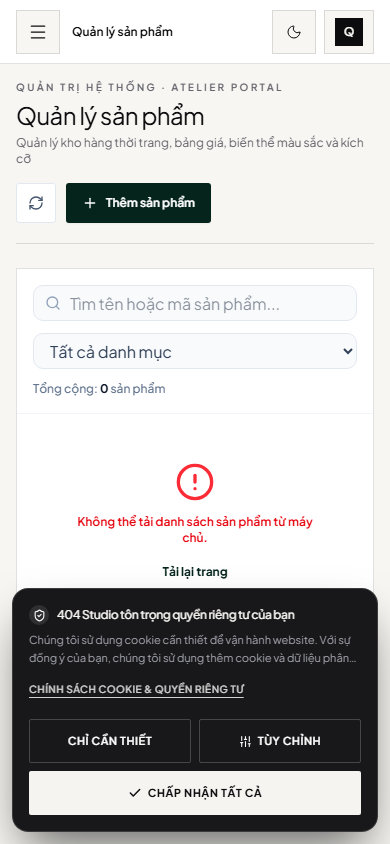 Quản lý sản phẩm
Q
QUẢN TRỊ HỆ THỐNG · ATELIER PORTAL
Quản lý sản phẩm
Quản lý kho hàng thời trang, bảng giá, biến thể màu sắc và kích
cỡ
Thêm sản phẩm
Tìm tên hoặc mã sản phẩm...
Tất cả danh mục
Tổng cộng: 0 sản phẩm
Không thể tải danh sách sản phẩm từ máy
chủ.
Tải lại trang
404 Studio tôn trọng quyền riêng tư của bạn
Chúng tôi sử dụng cookie cần thiết để vận hành website. Với sự
đồng ý của bạn, chúng tôi sử dụng thêm cookie và dữ liệu phân...
CHÍNH SÁCH COOKIE & QUYỀN RIÊNG TƯ
CHỈ CẦN THIẾT
TÙY CHỈNH
CHẤP NHẬN TẤT CẢ